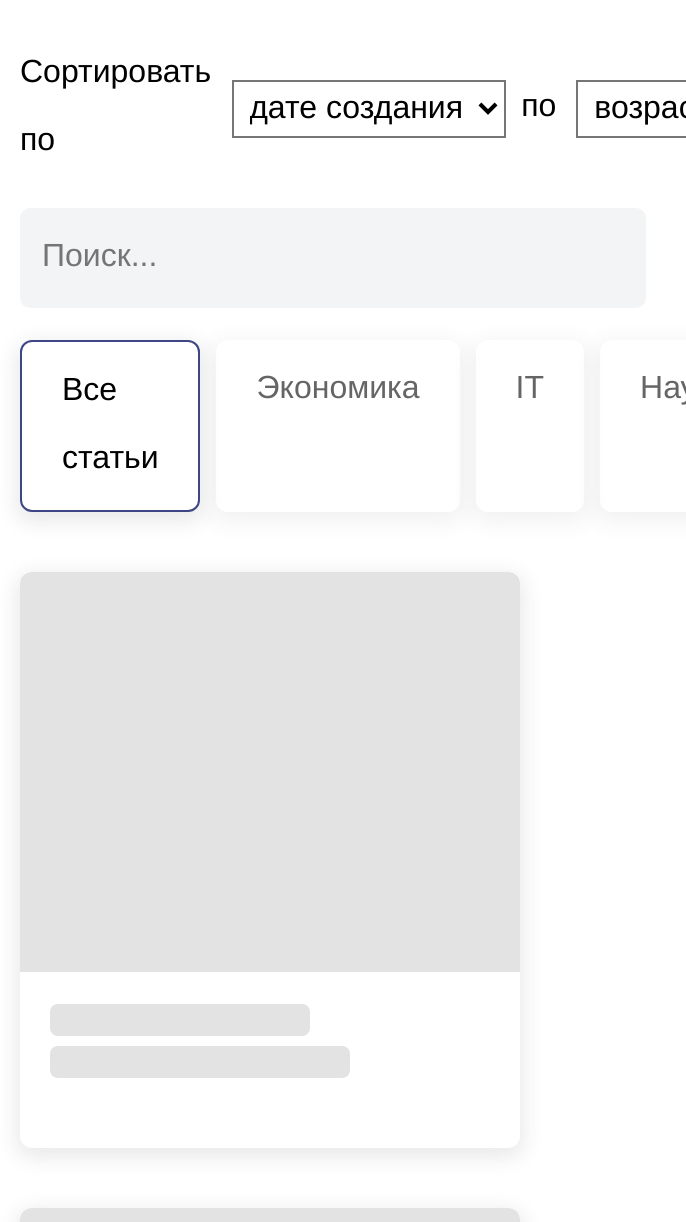 Сортировать
по
дате создания
по
Поиск...
Все
статьи
Экономика
IT